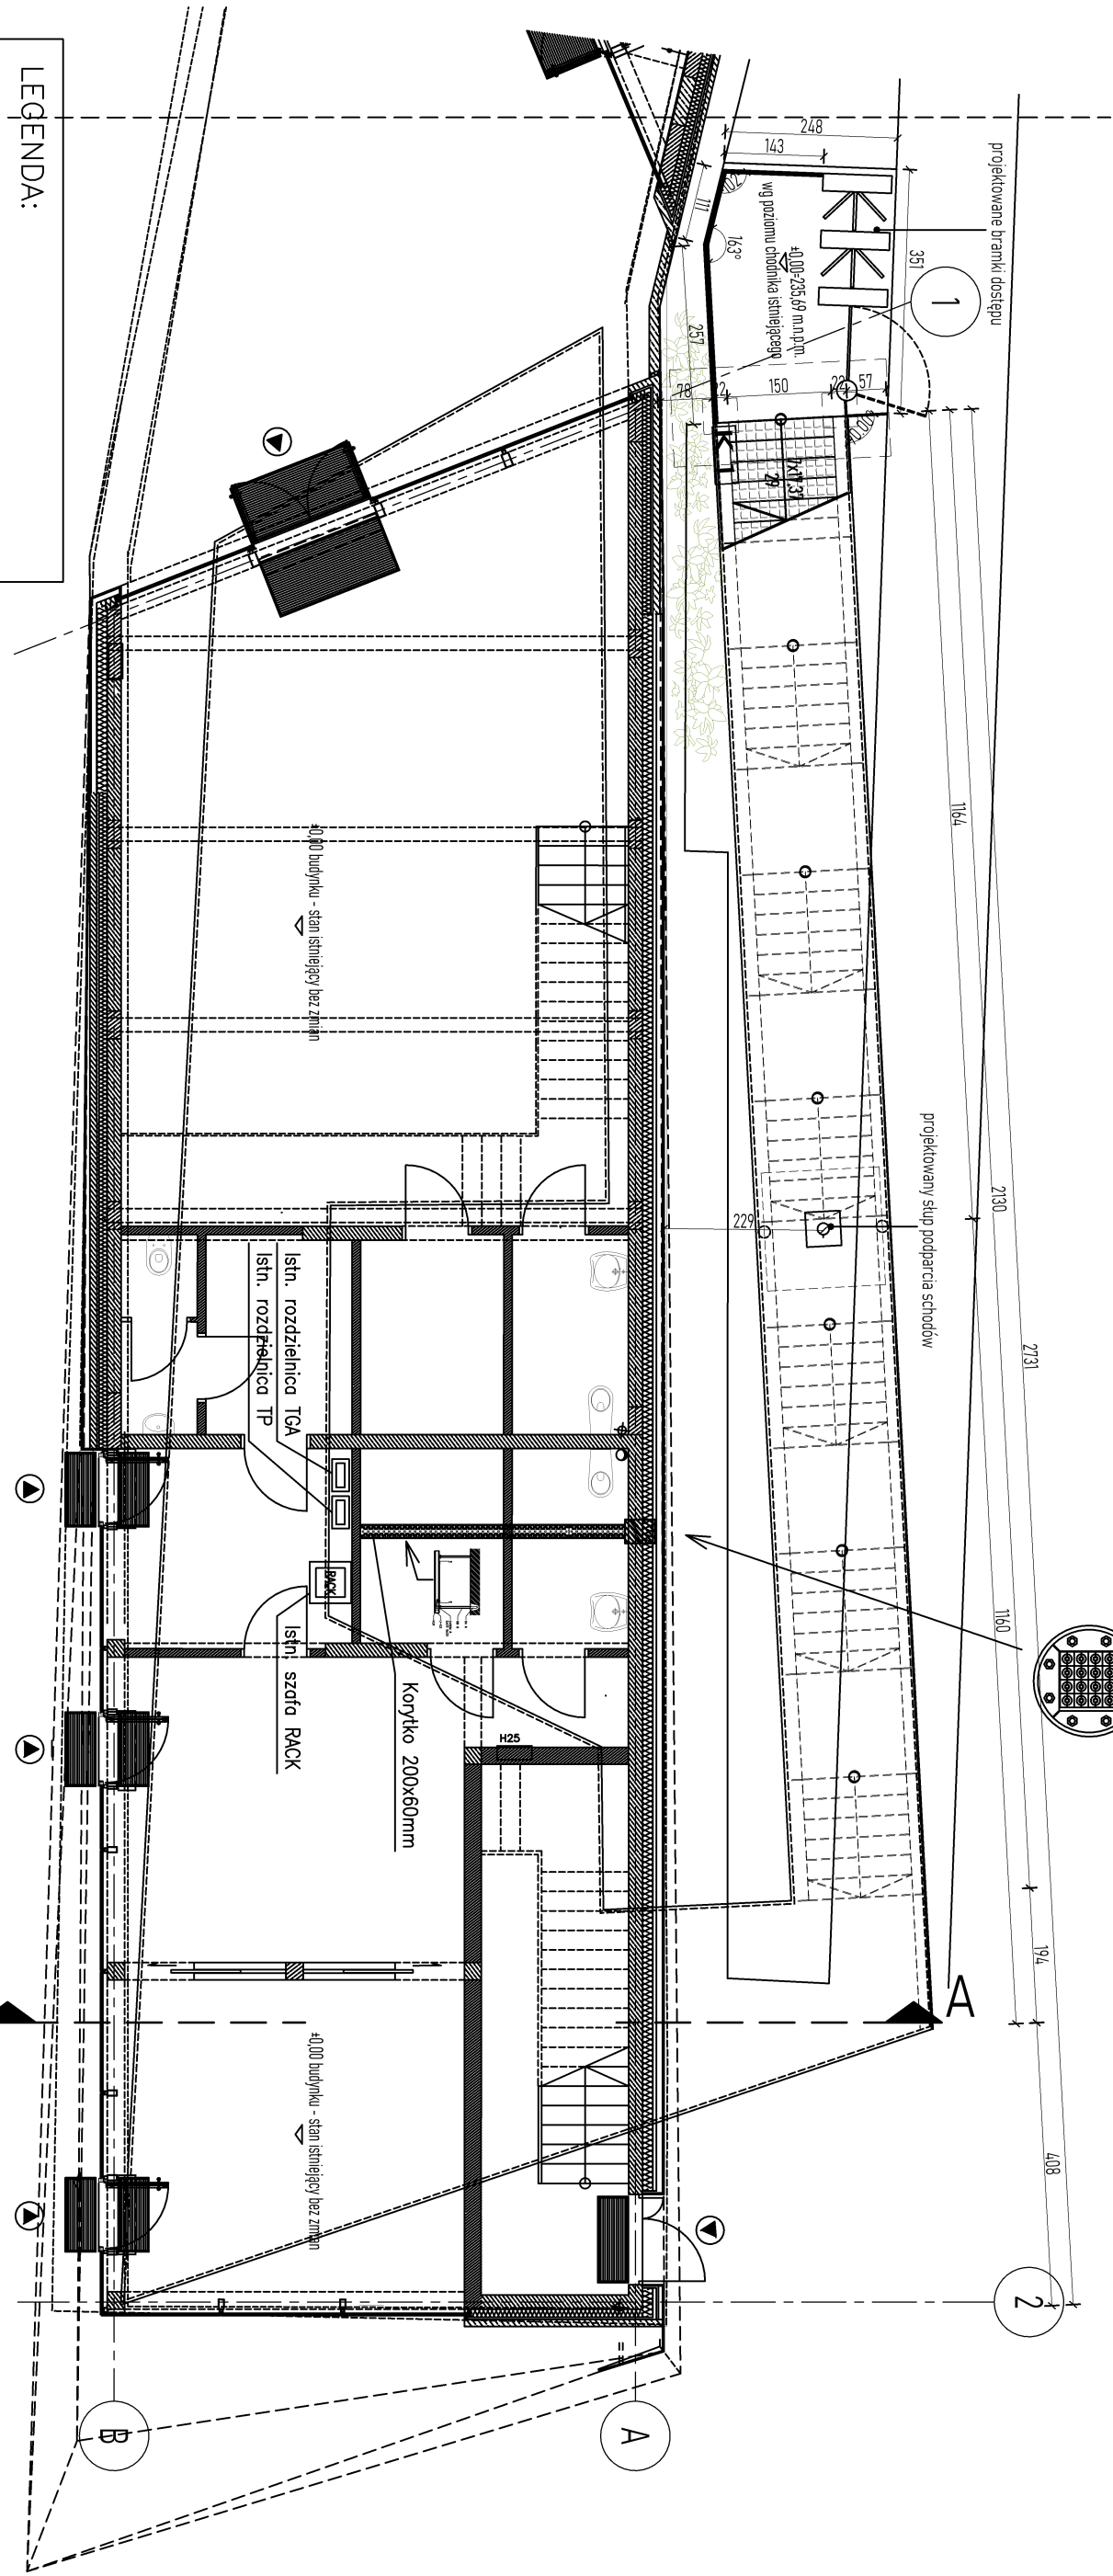 LEGENDA:
projektowane bramki dostępu
248
143
351
111
163°
±0,00=235,69 m.n.p.m.
wg poziomu chodnika istniejącego
1
257
78
150
22
57
7x17,37
29
1164
2130
2731
projektowany słup podparcia schodów
229
1160
194
408
±0,00 budynku - stan istniejący bez zmian
Istn. rozdzielnica TGA
Istn. rozdzielnica TP
RACK
Istn. szafa RACK
Korytko 200x60mm
H25
A
±0,00 budynku - stan istniejący bez zmian
2
A
B